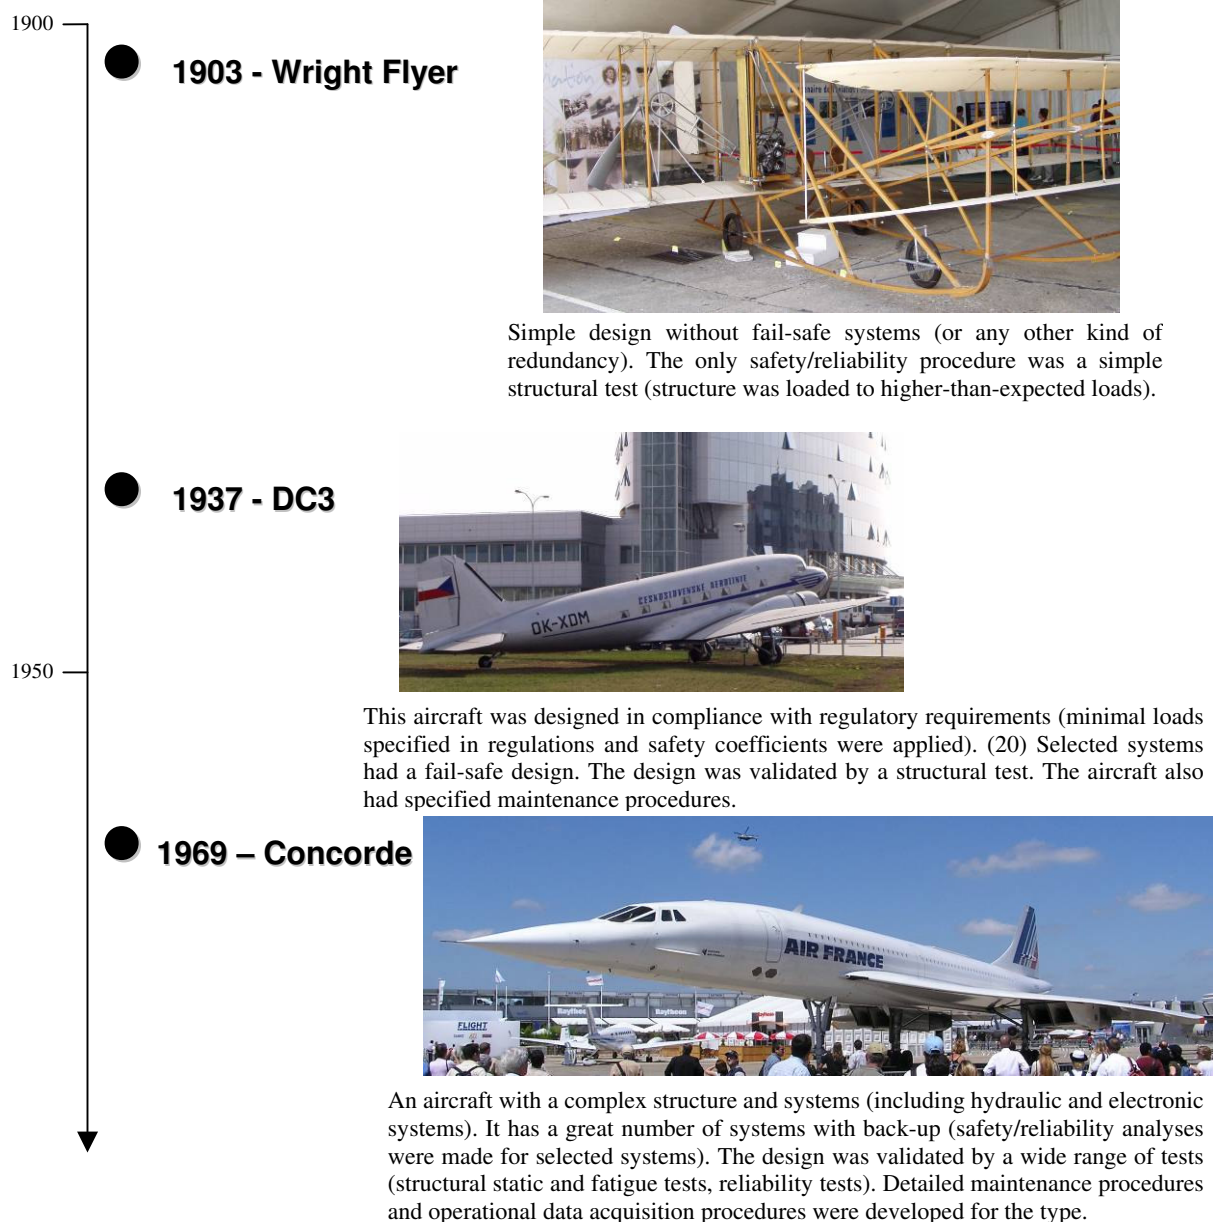 1900
1903 - Wright Flyer
Simple design without fail-safe systems (or any other kind of
redundancy). The only safety/reliability procedure was a simple
structural test (structure was loaded to higher-than-expected loads).
1937 - DC3
ČESKOSLOVENSKÉ AEROLINIE
OK-XDM
1950
This aircraft was designed in compliance with regulatory requirements (minimal loads
specified in regulations and safety coefficients were applied). (20) Selected systems
had a fail-safe design. The design was validated by a structural test. The aircraft also
had specified maintenance procedures.
1969 – Concorde
AIR FRANCE
Raytheon
Raytheon
Raytheon
FLIGHT
An aircraft with a complex structure and systems (including hydraulic and electronic
systems). It has a great number of systems with back-up (safety/reliability analyses
were made for selected systems). The design was validated by a wide range of tests
(structural static and fatigue tests, reliability tests). Detailed maintenance procedures
and operational data acquisition procedures were developed for the type.